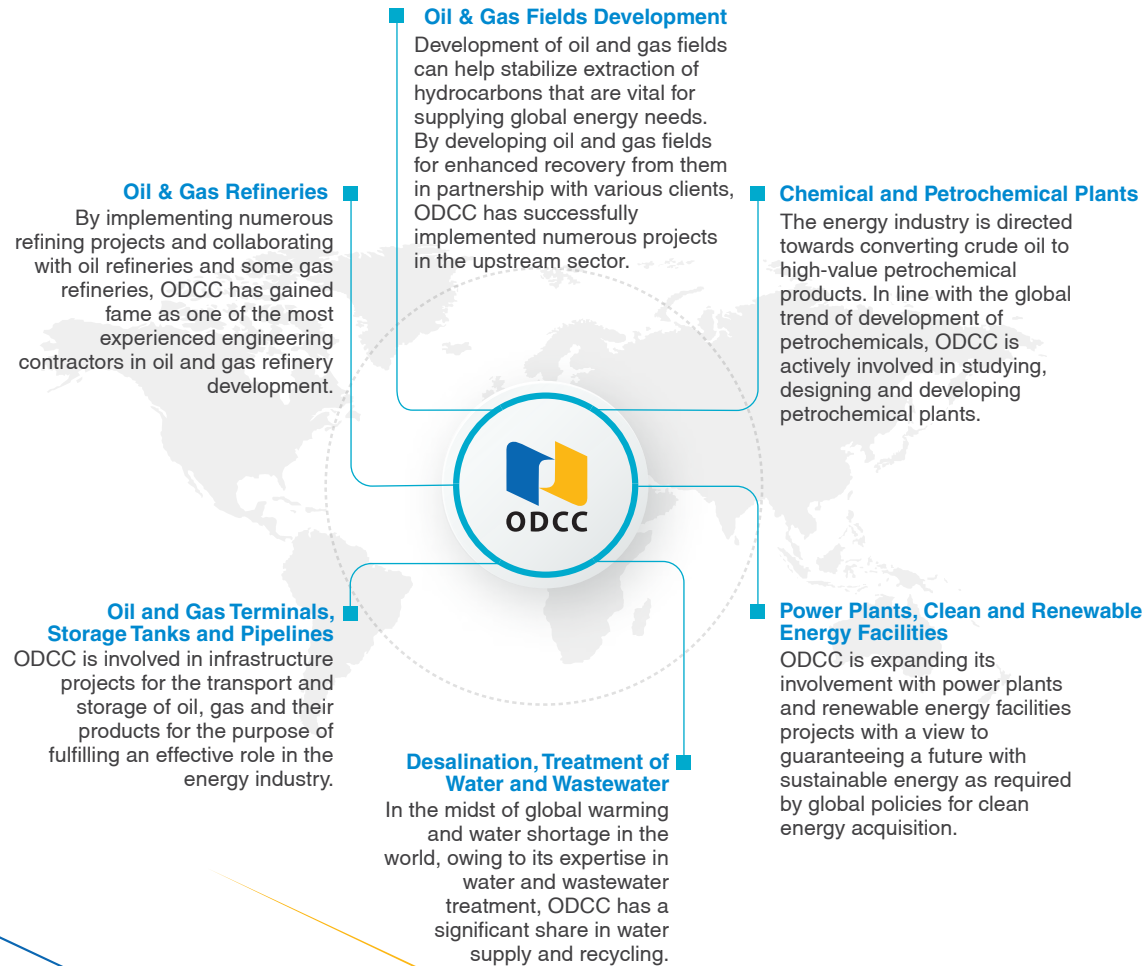 Oil & Gas Fields Development
Development of oil and gas fields
can help stabilize extraction of
hydrocarbons that are vital for
supplying global energy needs.
By developing oil and gas fields
for enhanced recovery from them
in partnership with various clients,
ODCC has successfully
implemented numerous projects
in the upstream sector.
Oil & Gas Refineries
By implementing numerous
refining projects and collaborating
with oil refineries and some gas
refineries, ODCC has gained
fame as one of the most
experienced engineering
contractors in oil and gas refinery
development.
Chemical and Petrochemical Plants
The energy industry is directed
towards converting crude oil to
high-value petrochemical
products. In line with the global
trend of development of
petrochemicals, ODCC is
actively involved in studying,
designing and developing
petrochemical plants.
ODCC
Oil and Gas Terminals,
Storage Tanks and Pipelines
ODCC is involved in infrastructure
projects for the transport and
storage of oil, gas and their
products for the purpose of
fulfilling an effective role in the
energy industry.
Power Plants, Clean and Renewable
Energy Facilities
ODCC is expanding its
involvement with power plants
and renewable energy facilities
projects with a view to
guaranteeing a future with
sustainable energy as required
by global policies for clean
energy acquisition.
Desalination, Treatment of
Water and Wastewater
In the midst of global warming
and water shortage in the
world, owing to its expertise in
water and wastewater
treatment, ODCC has a
significant share in water
supply and recycling.